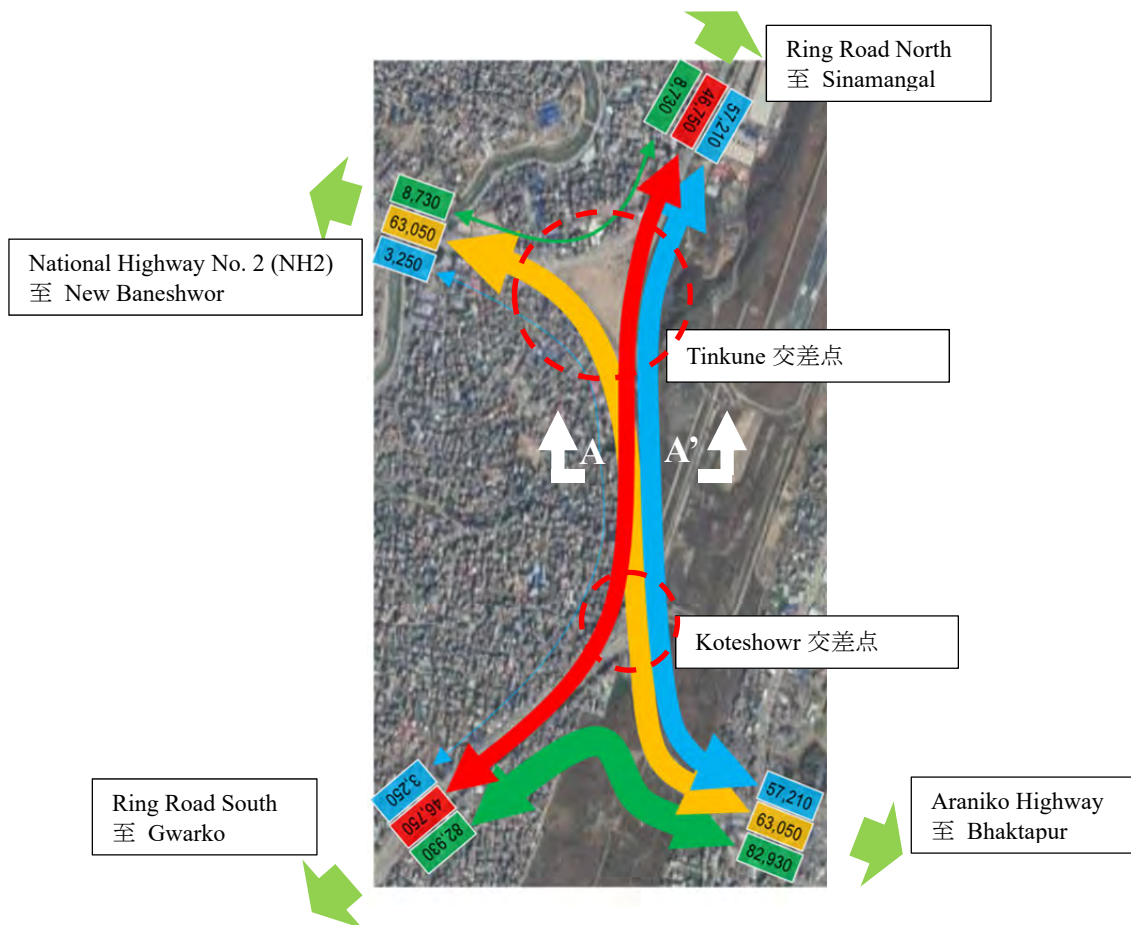 Ring Road North
至 Sinamangal
8,730
46,750
57,210
8,730
63,050
3,250
National Highway No. 2 (NH2)
至 New Baneshwor
Tinkune 交差点
A
A’
Koteshowr 交差点
Ring Road South
至 Gwarko
3,250
46,750
82,930
57,210
63,050
82,930
Araniko Highway
至 Bhaktapur